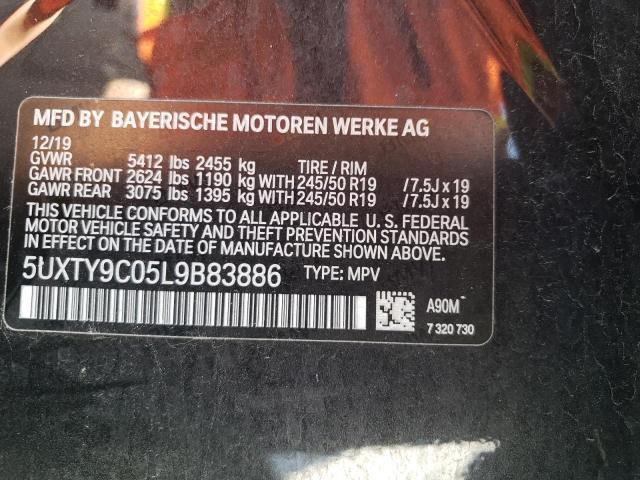 MFD BY BAYERISCHE MOTOREN WERKE AG
12/19
GVWR 5412 lbs 2455 kg TIRE / RIM
GAWR FRONT 2624 lbs 1190 kg WITH 245/50 R19 /7.5J x 19
GAWR REAR 3075 lbs 1395 kg WITH 245/50 R19 /7.5J x 19
THIS VEHICLE CONFORMS TO ALL APPLICABLE U.S. FEDERAL
MOTOR VEHICLE SAFETY AND THEFT PREVENTION STANDARDS
IN EFFECT ON THE DATE OF MANUFACTURE SHOWN ABOVE.
5UXTY9C05L9B83886 TYPE: MPV
A90M
7 320 730